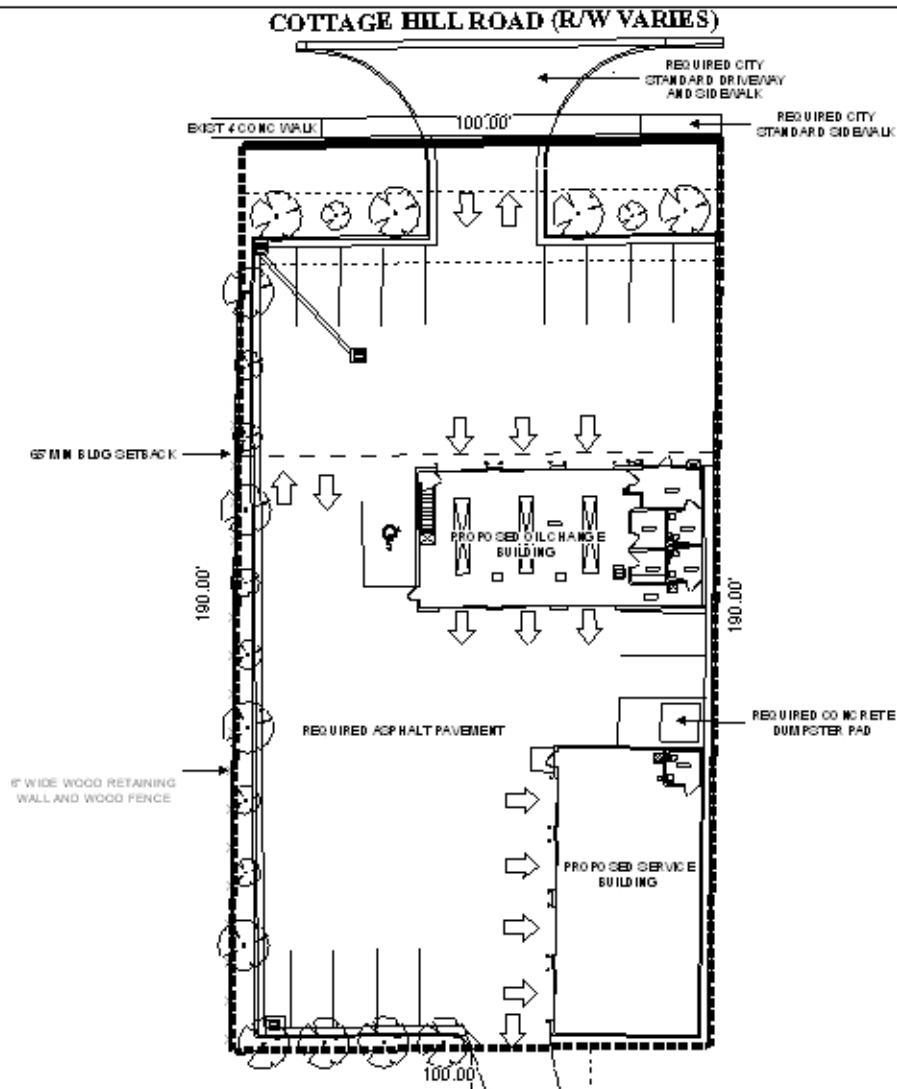 COTTAGE HILL ROAD (R/W VARIES)
REQUIRED CITY
STANDARD DRIVEWAY
AND SIDEWALK
REQUIRED CITY
STANDARD SIDEWALK
EXIST 4 CONC WALK
100.00'
65' MIN BLDG SETBACK
PROPOSED OIL CHANGE
BUILDING
190.00'
190.00'
REQUIRED ASPHALT PAVEMENT
REQUIRED CONCRETE
DUMPSTER PAD
6" WIDE WOOD RETAINING
WALL AND WOOD FENCE
PROPOSED SERVICE
BUILDING
100.00